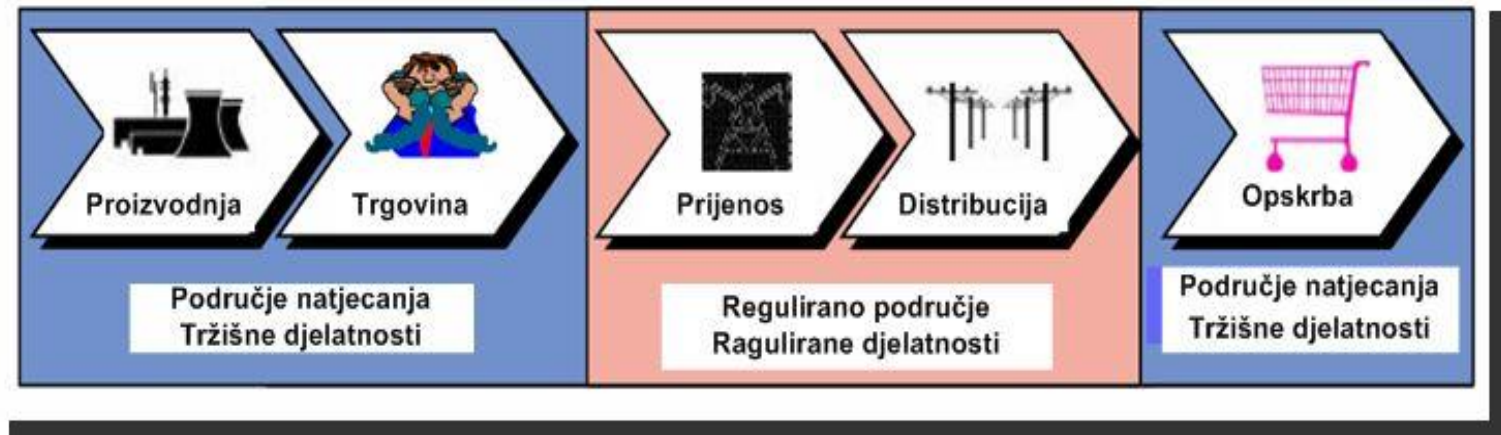 Proizvodnja
Trgovina
Prijenos
Distribucija
Opskrba
Područje natjecanja
Tržišne djelatnosti
Regulirano područje
Ragulirane djelatnosti
Područje natjecanja
Tržišne djelatnosti